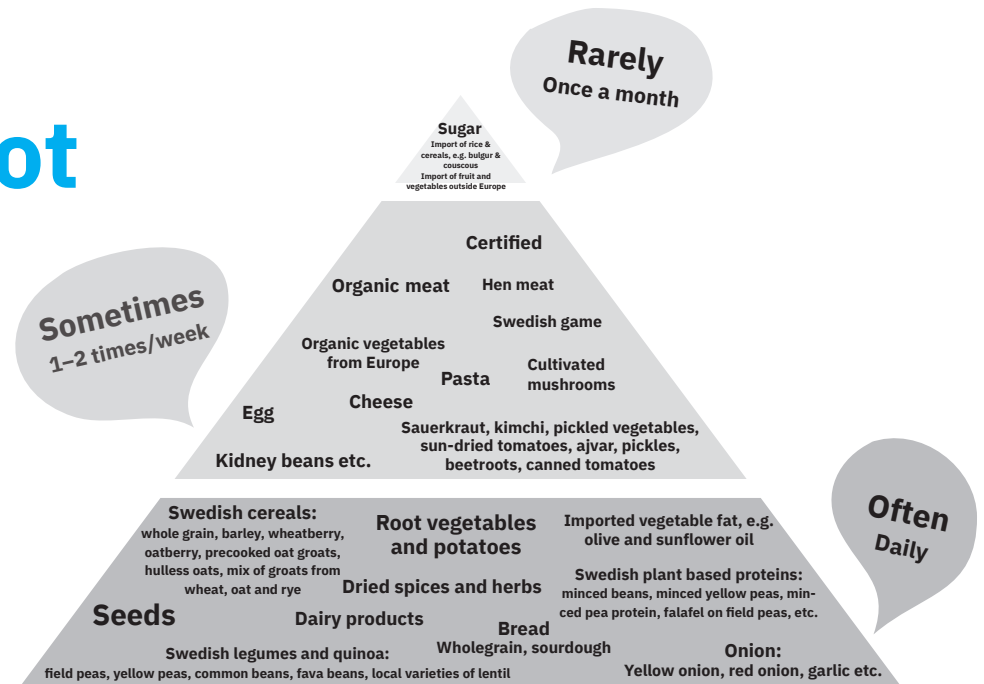 Rarely
Once a month
ot
Sugar
Import of rice &
cereals, e.g. bulgur &
couscous
Import of fruit and
vegetables outside Europe
Sometimes
1–2 times/week
Certified
Organic meat
Hen meat
Swedish game
Organic vegetables
from Europe
Cultivated
mushrooms
Pasta
Cheese
Egg
Sauerkraut, kimchi, pickled vegetables,
sun-dried tomatoes, ajvar, pickles,
beetroots, canned tomatoes
Kidney beans etc.
Often
Daily
Swedish cereals:
whole grain, barley, wheatberry,
oatberry, precooked oat groats,
hulless oats, mix of groats from
wheat, oat and rye
Root vegetables
and potatoes
Imported vegetable fat, e.g.
olive and sunflower oil
Dried spices and herbs
Swedish plant based proteins:
minced beans, minced yellow peas, min-
ced pea protein, falafel on field peas, etc.
Seeds
Dairy products
Bread
Wholegrain, sourdough
Swedish legumes and quinoa:
field peas, yellow peas, common beans, fava beans, local varieties of lentil
Onion:
Yellow onion, red onion, garlic etc.